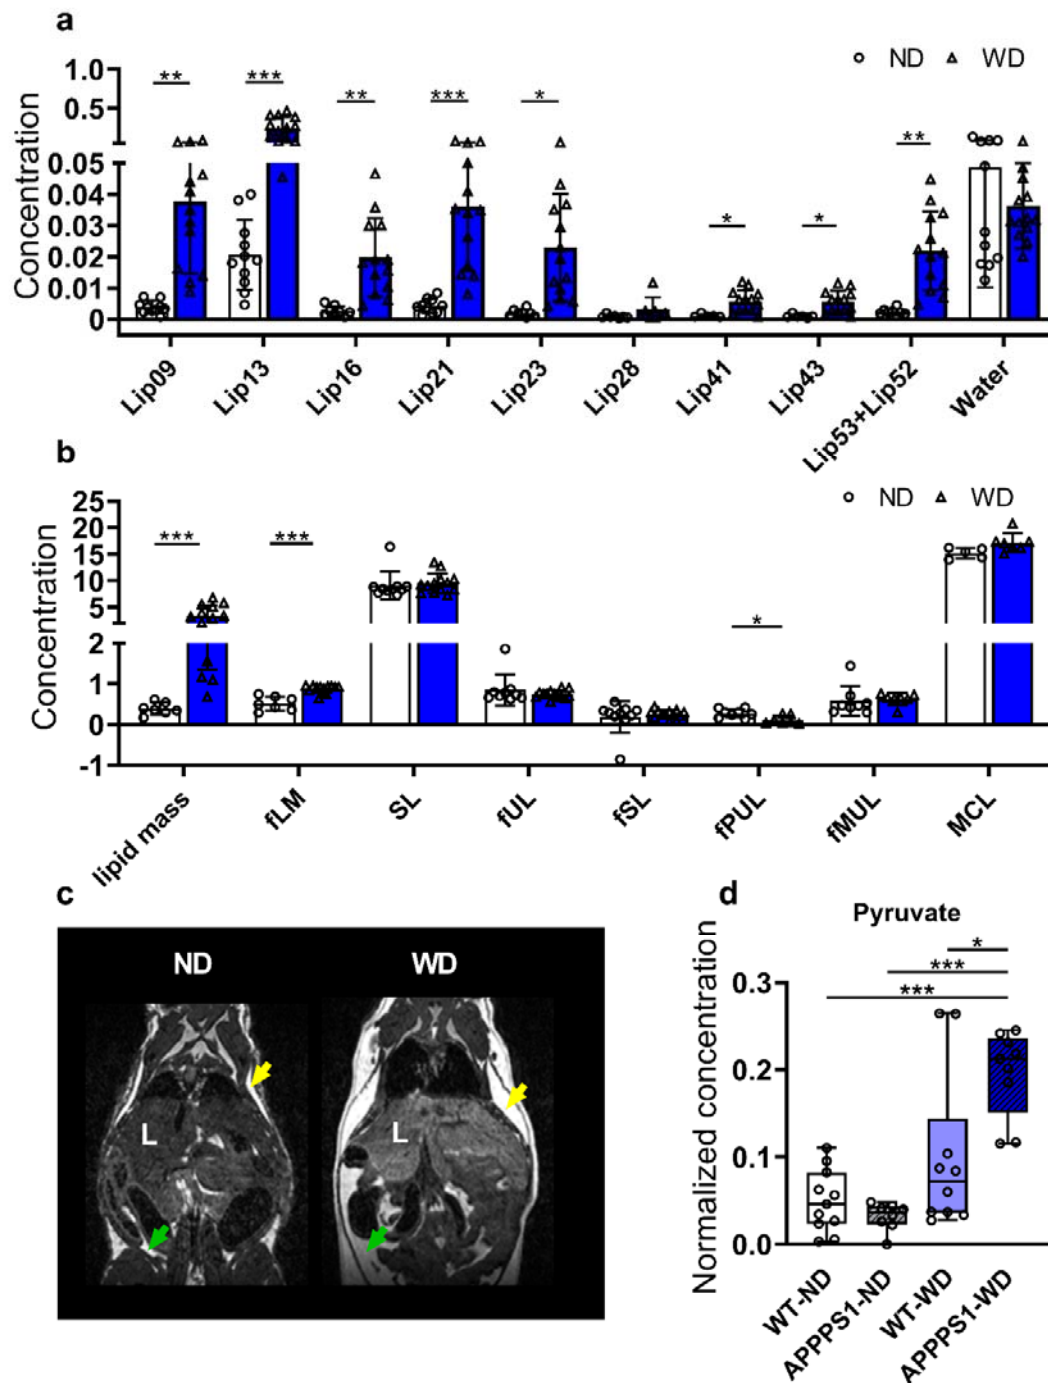 a
ND WD
** *** ** *** * * * **
Concentration
1.0
0.5
0.05
0.04
0.03
0.02
0.01
0
Lip09 Lip13 Lip16 Lip21 Lip23 Lip28 Lip41 Lip43 Lip53+Lip52 Water
b
ND WD
*** *** *
Concentration
25
20
15
10
5
2
1
0
-1
lipid mass fLM SL fUL fSL fPUL fMUL MCL
c
ND WD
L L
d
Pyruvate
*
***
***
Normalized concentration
0.3
0.2
0.1
0.0
WT-ND APPPS1-ND WT-WD APPPS1-WD